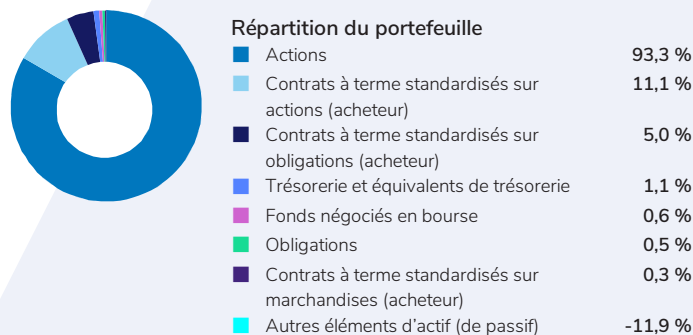 Répartition du portefeuille
Actions 93,3 %
Contrats à terme standardisés sur 11,1 %
actions (acheteur)
Contrats à terme standardisés sur 5,0 %
obligations (acheteur)
Trésorerie et équivalents de trésorerie 1,1 %
Fonds négociés en bourse 0,6 %
Obligations 0,5 %
Contrats à terme standardisés sur 0,3 %
marchandises (acheteur)
Autres éléments d'actif (de passif) -11,9 %